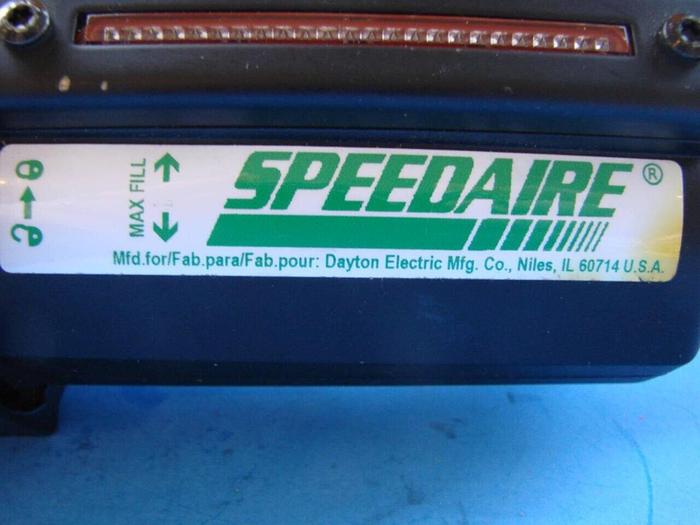 MAX FILL
SPEEDAIRE®
Mfd.for/Fab.para/Fab.pour: Dayton Electric Mfg. Co., Niles, IL 60714 U.S.A.